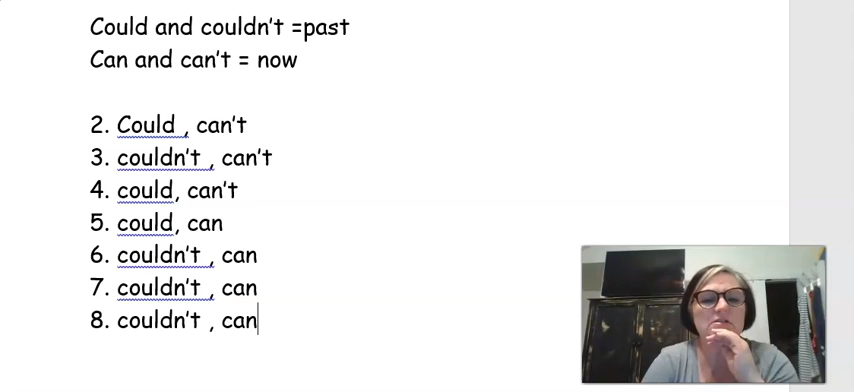 Could and couldn't =past
Can and can't = now
2. Could , can't
3. couldn't , can't
4. could, can't
5. could, can
6. couldn't , can
7. couldn't , can
8. couldn't , can